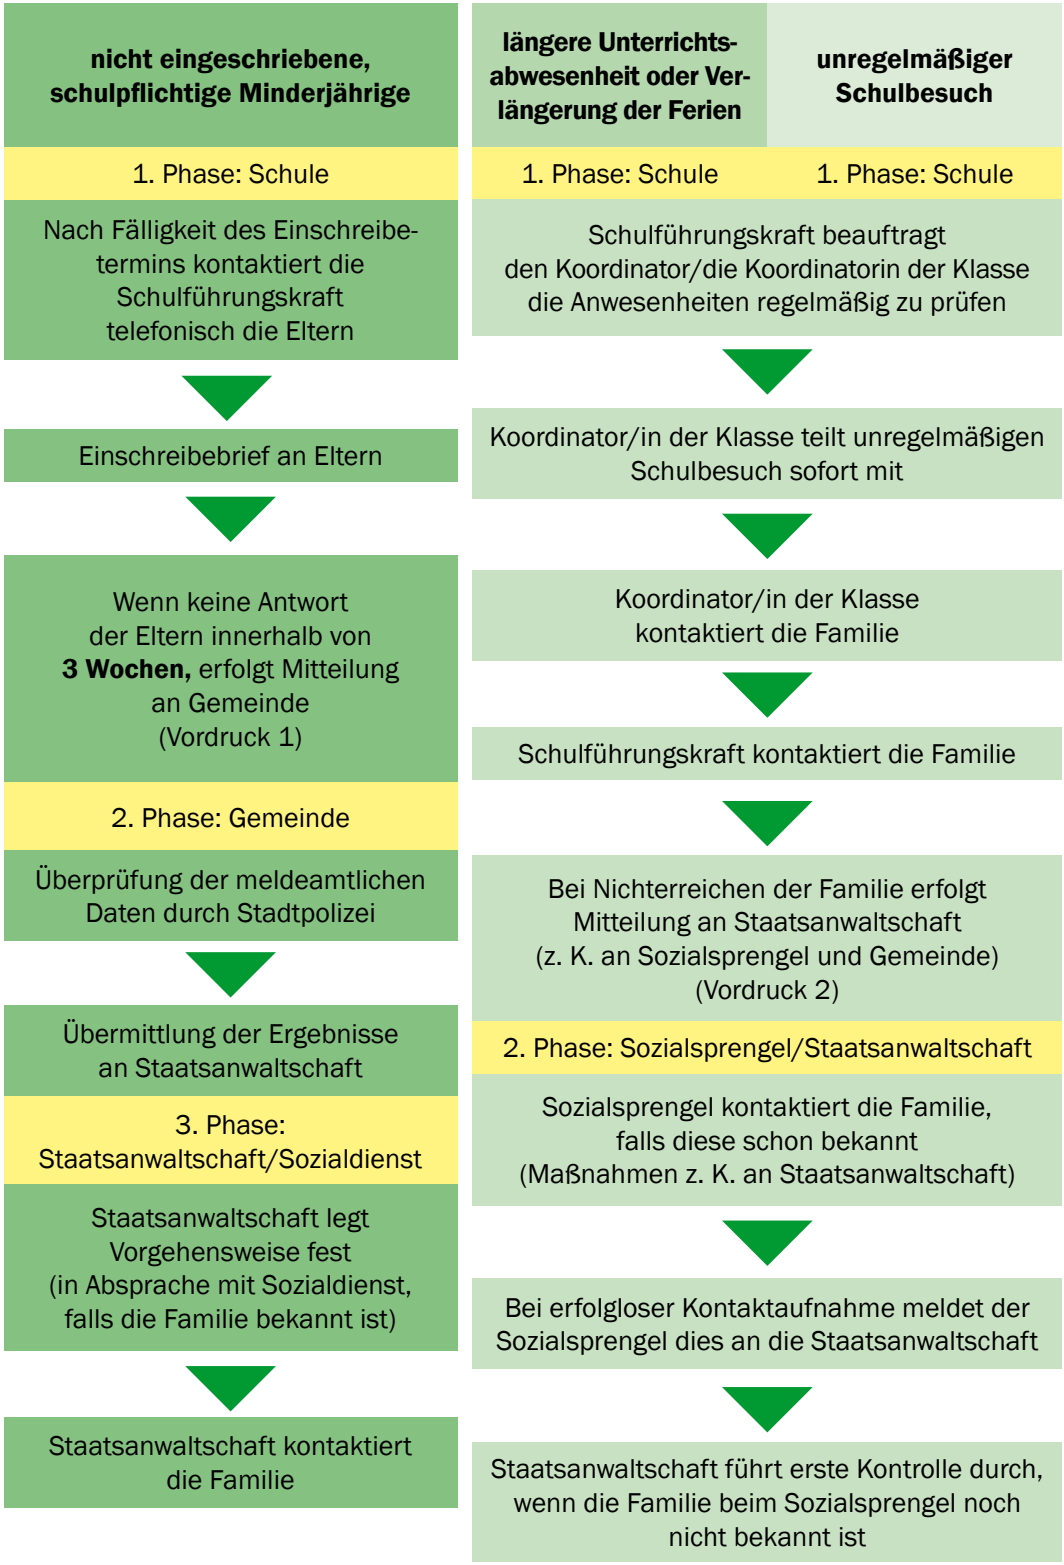 nicht eingeschriebene,
schulpflichtige Minderjährige
1. Phase: Schule
Nach Fälligkeit des Einschreibe-
termins kontaktiert die
Schulführungskraft
telefonisch die Eltern
Einschreibebrief an Eltern
Wenn keine Antwort
der Eltern innerhalb von
3 Wochen, erfolgt Mitteilung
an Gemeinde
(Vordruck 1)
2. Phase: Gemeinde
Überprüfung der meldeamtlichen
Daten durch Stadtpolizei
Übermittlung der Ergebnisse
an Staatsanwaltschaft
3. Phase:
Staatsanwaltschaft/Sozialdienst
Staatsanwaltschaft legt
Vorgehensweise fest
(in Absprache mit Sozialdienst,
falls die Familie bekannt ist)
Staatsanwaltschaft kontaktiert
die Familie
längere Unterrichts-
abwesenheit oder Ver-
längerung der Ferien
unregelmäßiger
Schulbesuch
1. Phase: Schule
1. Phase: Schule
Schulführungskraft beauftragt
den Koordinator/die Koordinatorin der Klasse
die Anwesenheiten regelmäßig zu prüfen
Koordinator/in der Klasse teilt unregelmäßigen
Schulbesuch sofort mit
Koordinator/in der Klasse
kontaktiert die Familie
Schulführungskraft kontaktiert die Familie
Bei Nichterreichen der Familie erfolgt
Mitteilung an Staatsanwaltschaft
(z. K. an Sozialsprengel und Gemeinde)
(Vordruck 2)
2. Phase: Sozialsprengel/Staatsanwaltschaft
Sozialsprengel kontaktiert die Familie,
falls diese schon bekannt
(Maßnahmen z. K. an Staatsanwaltschaft)
Bei erfolgloser Kontaktaufnahme meldet der
Sozialsprengel dies an die Staatsanwaltschaft
Staatsanwaltschaft führt erste Kontrolle durch,
wenn die Familie beim Sozialsprengel noch
nicht bekannt ist